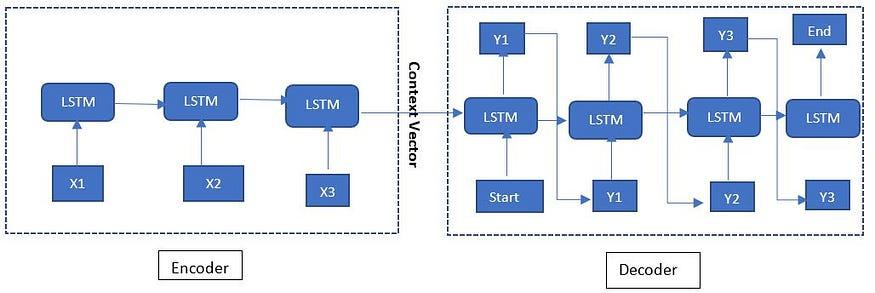 Y1
Y2
Y3
End
LSTM
LSTM
LSTM
Context Vector
LSTM
LSTM
LSTM
LSTM
X1
X2
X3
Start
Y1
Y2
Y3
Encoder
Decoder